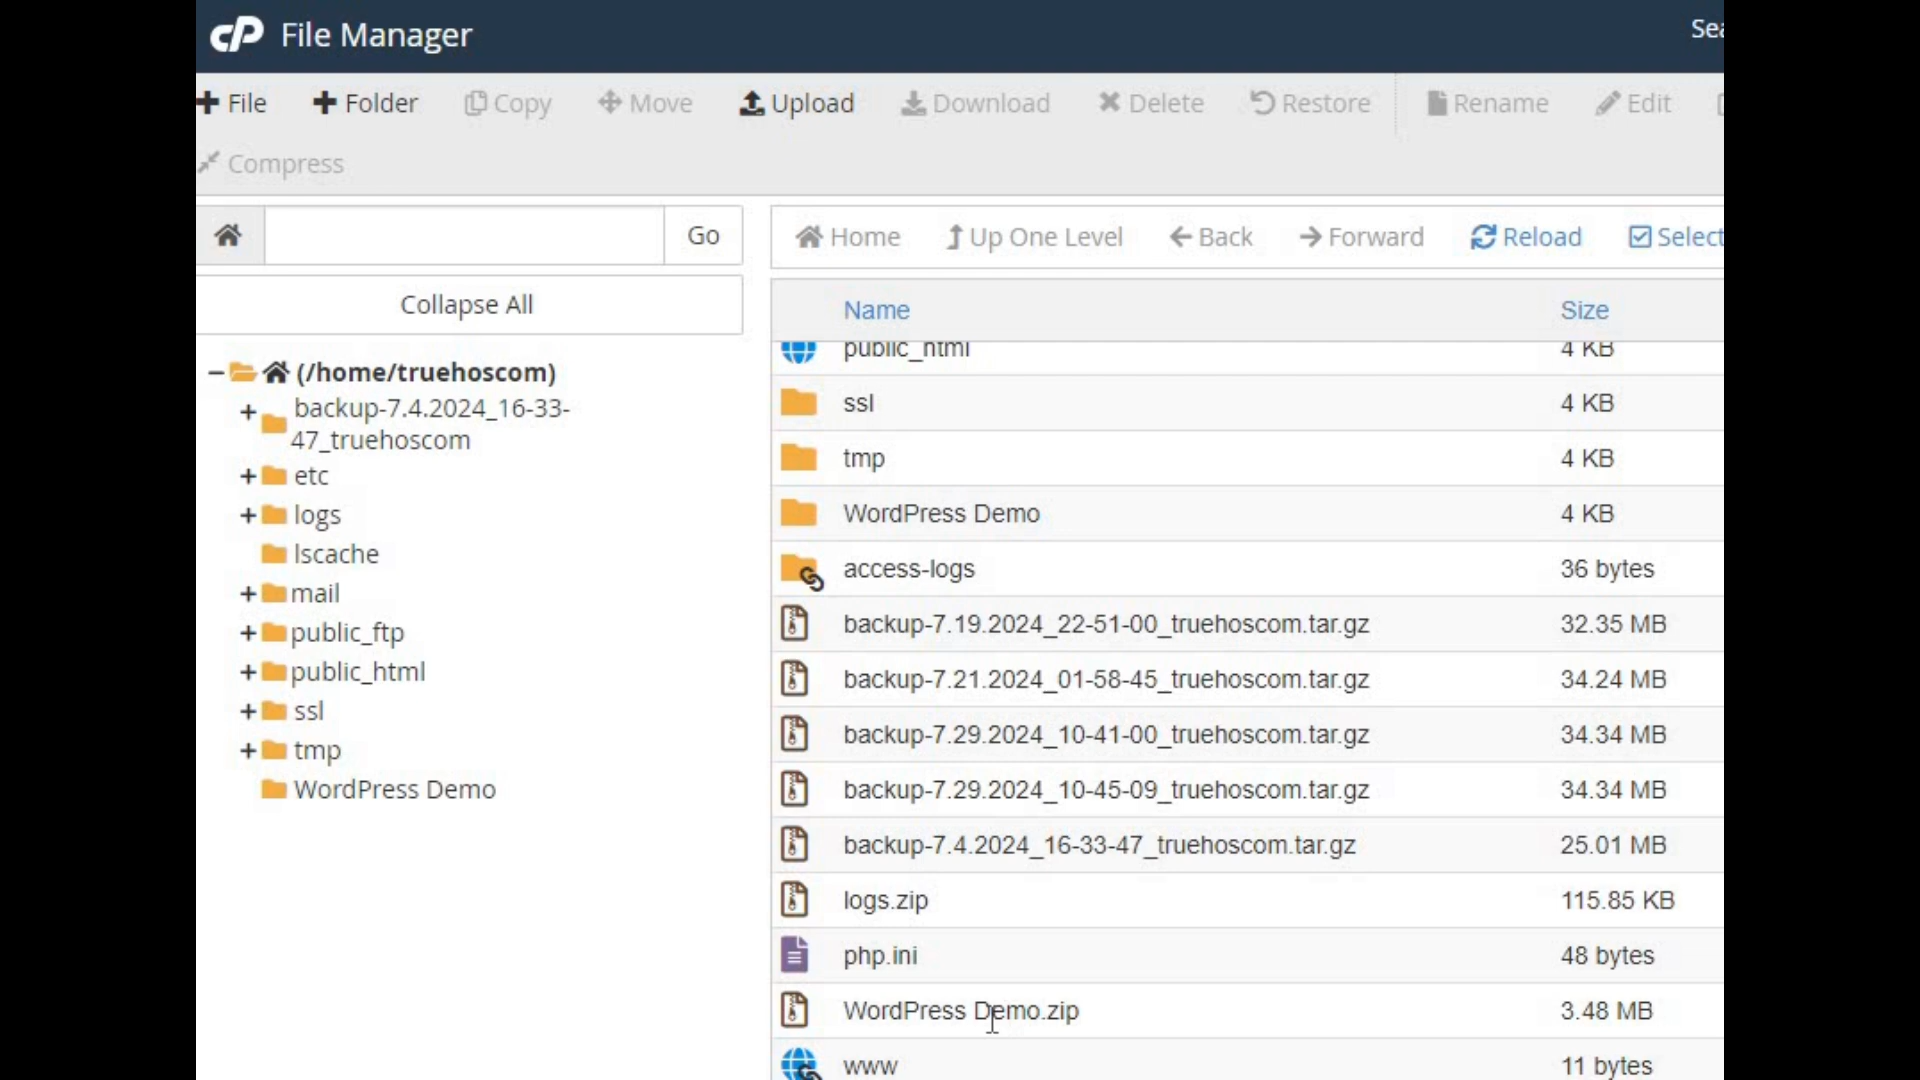 cP File Manager
Sea
File Folder Copy Move Upload Download Delete Restore Rename Edit
Compress
Go
Home Up One Level Back Forward Reload Select
Collapse All
Name Size
(/home/truehoscom)
backup-7.4.2024_16-33-
47_truehoscom
etc
logs
lscache
mail
public_ftp
public_html
ssl
tmp
WordPress Demo
public_html 4 KB
ssl 4 KB
tmp 4 KB
WordPress Demo 4 KB
access-logs 36 bytes
backup-7.19.2024_22-51-00_truehoscom.tar.gz 32.35 MB
backup-7.21.2024_01-58-45_truehoscom.tar.gz 34.24 MB
backup-7.29.2024_10-41-00_truehoscom.tar.gz 34.34 MB
backup-7.29.2024_10-45-09_truehoscom.tar.gz 34.34 MB
backup-7.4.2024_16-33-47_truehoscom.tar.gz 25.01 MB
logs.zip 115.85 KB
php.ini 48 bytes
WordPress Demo.zip 3.48 MB
www 11 bytes